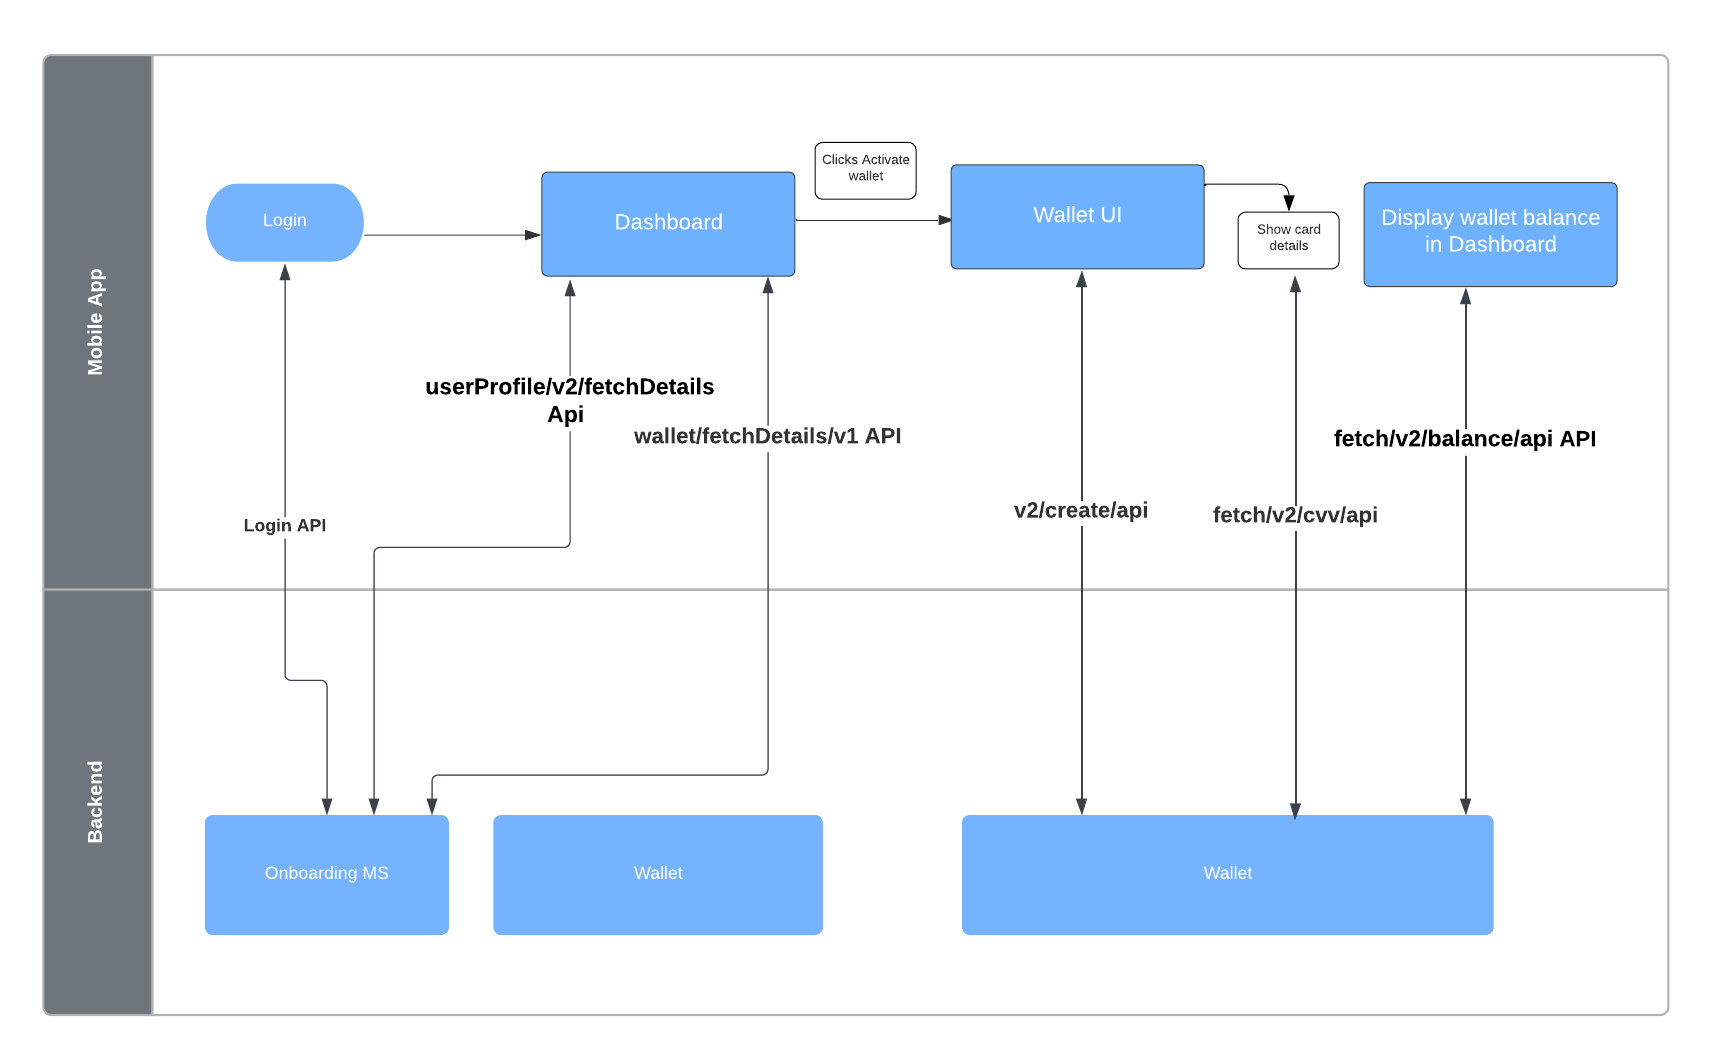 Mobile App
Clicks Activate
wallet
Login
Dashboard
Wallet UI
Show card
details
Display wallet balance
in Dashboard
userProfile/v2/fetchDetails
Api
wallet/fetchDetails/v1 API
fetch/v2/balance/api API
Login API
v2/create/api
fetch/v2/cvv/api
Backend
Onboarding MS
Wallet
Wallet